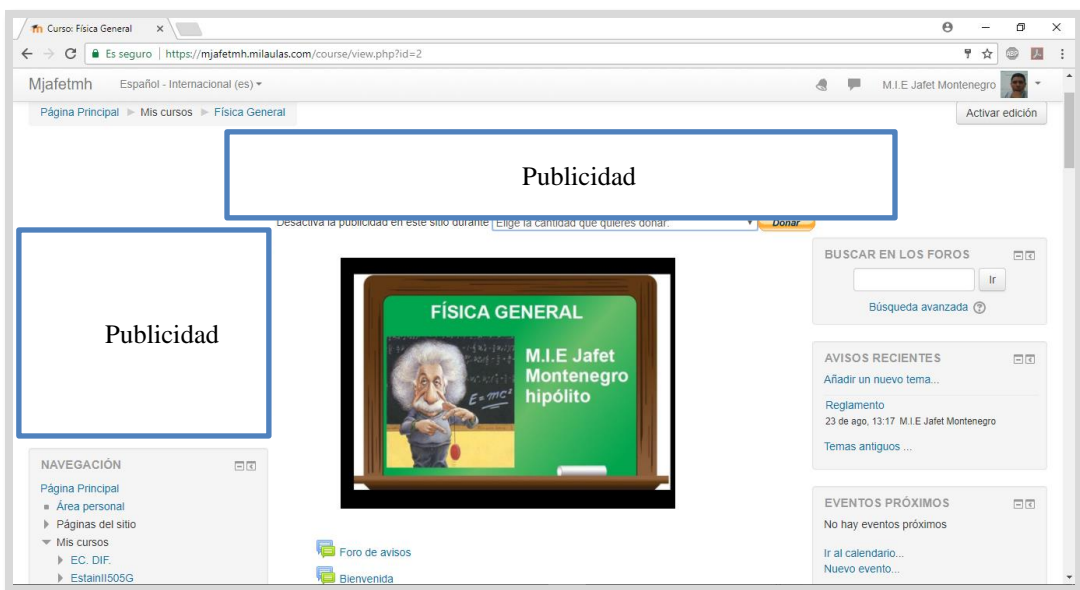 Curso: Física General
Es seguro | https://mjafetmh.milaulas.com/course/view.php?id=2
Mjafetmh Español - Internacional (es)
M.I.E Jafet Montenegro
Página Principal Mis cursos Física General
Activar edición
Publicidad
Desactiva la publicidad en este sitio durante Elige la cantidad que quieres donar. Donar
Publicidad
FÍSICA GENERAL
M.I.E Jafet
Montenegro
hipólito
E=mc²
BUSCAR EN LOS FOROS
Ir
Búsqueda avanzada
AVISOS RECIENTES
Añadir un nuevo tema...
Reglamento
23 de ago, 13:17 M.I.E Jafet Montenegro
Temas antiguos ...
NAVEGACIÓN
Página Principal
Área personal
Páginas del sitio
Mis cursos
EC. DIF.
EstainII505G
Foro de avisos
Bienvenida
EVENTOS PRÓXIMOS
No hay eventos próximos
Ir al calendario...
Nuevo evento...